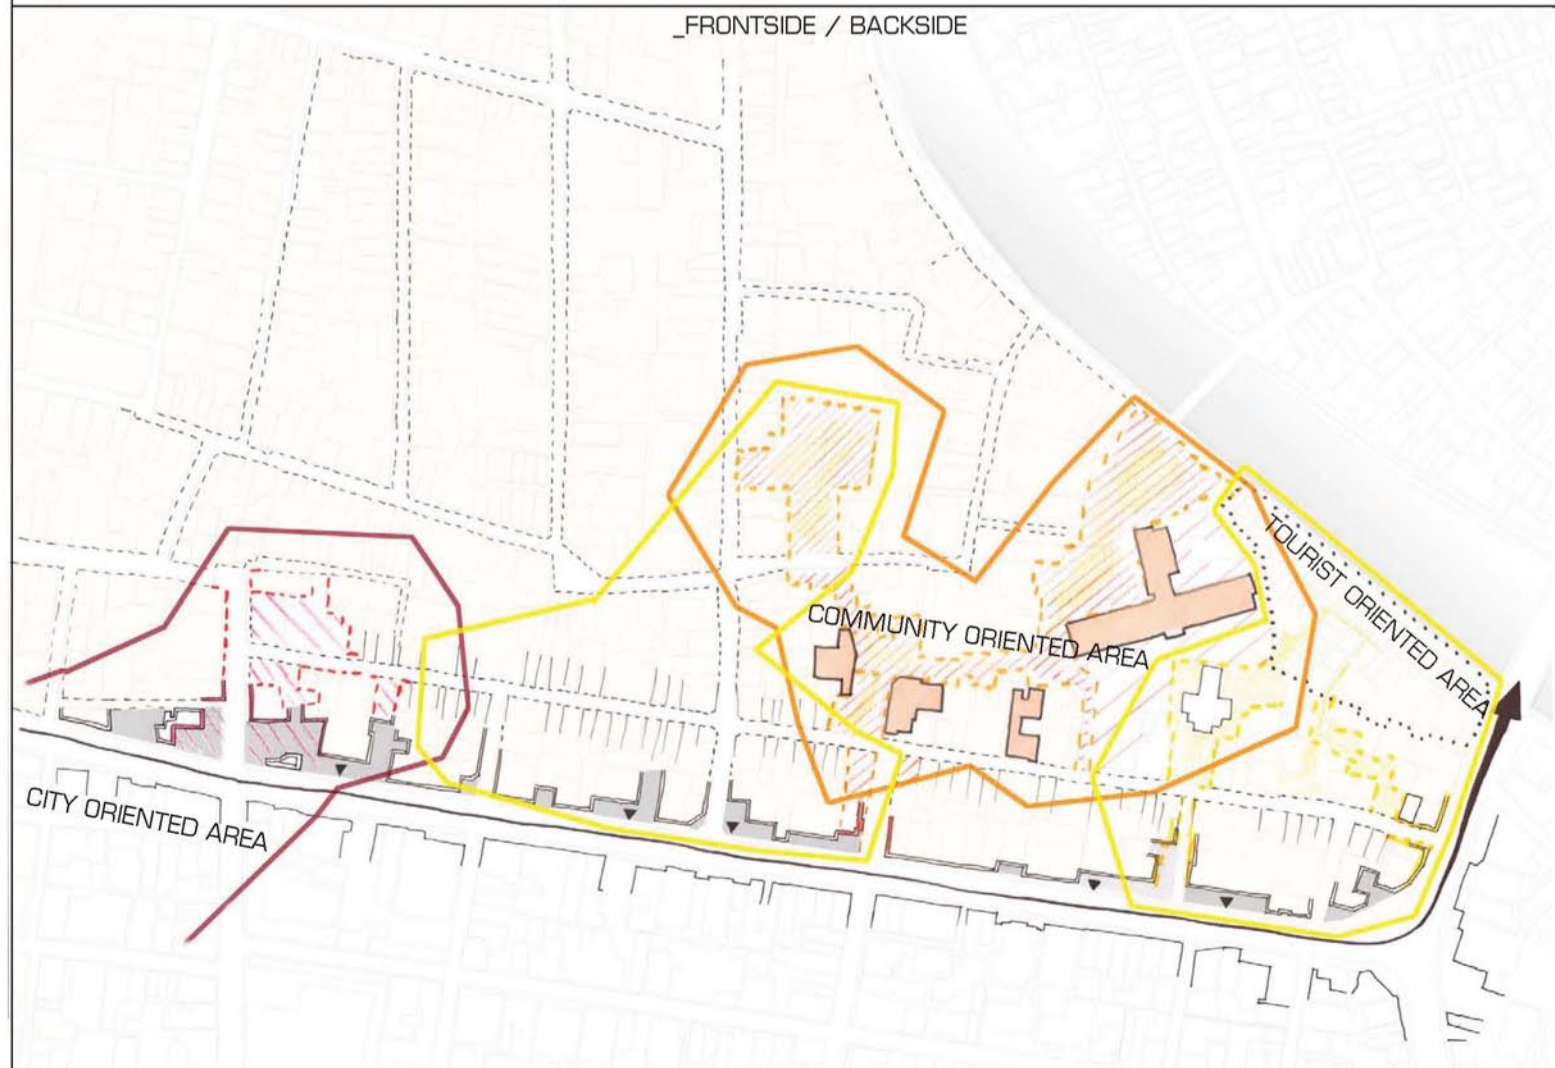 _FRONTSIDE / BACKSIDE
TOURIST ORIENTED AREA
COMMUNITY ORIENTED AREA
CITY ORIENTED AREA